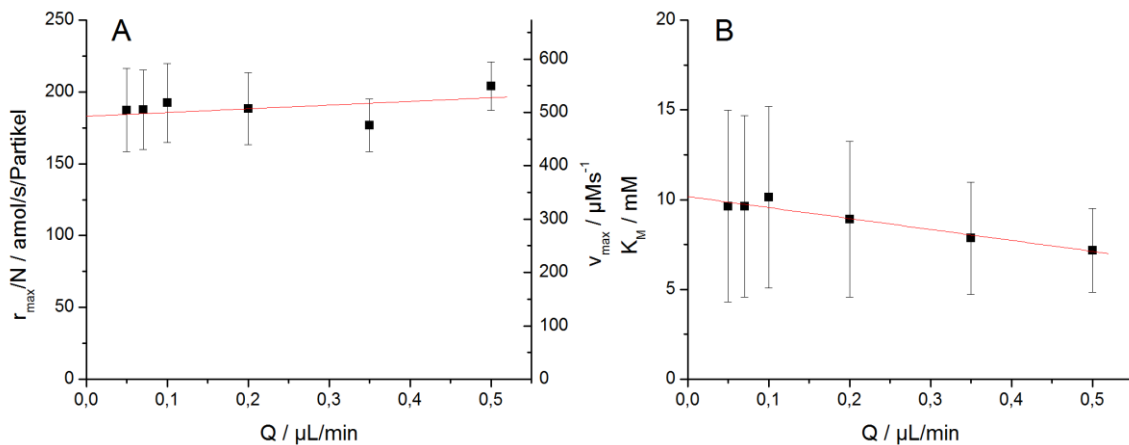 A
r_max/N / amol/s/Partikel
250
200
150
100
50
0
0,0 0,1 0,2 0,3 0,4 0,5
Q / µL/min
600
500
400
300
200
100
0
v_max / µMs⁻¹
B
K_M / mM
20
15
10
5
0
0,0 0,1 0,2 0,3 0,4 0,5
Q / µL/min